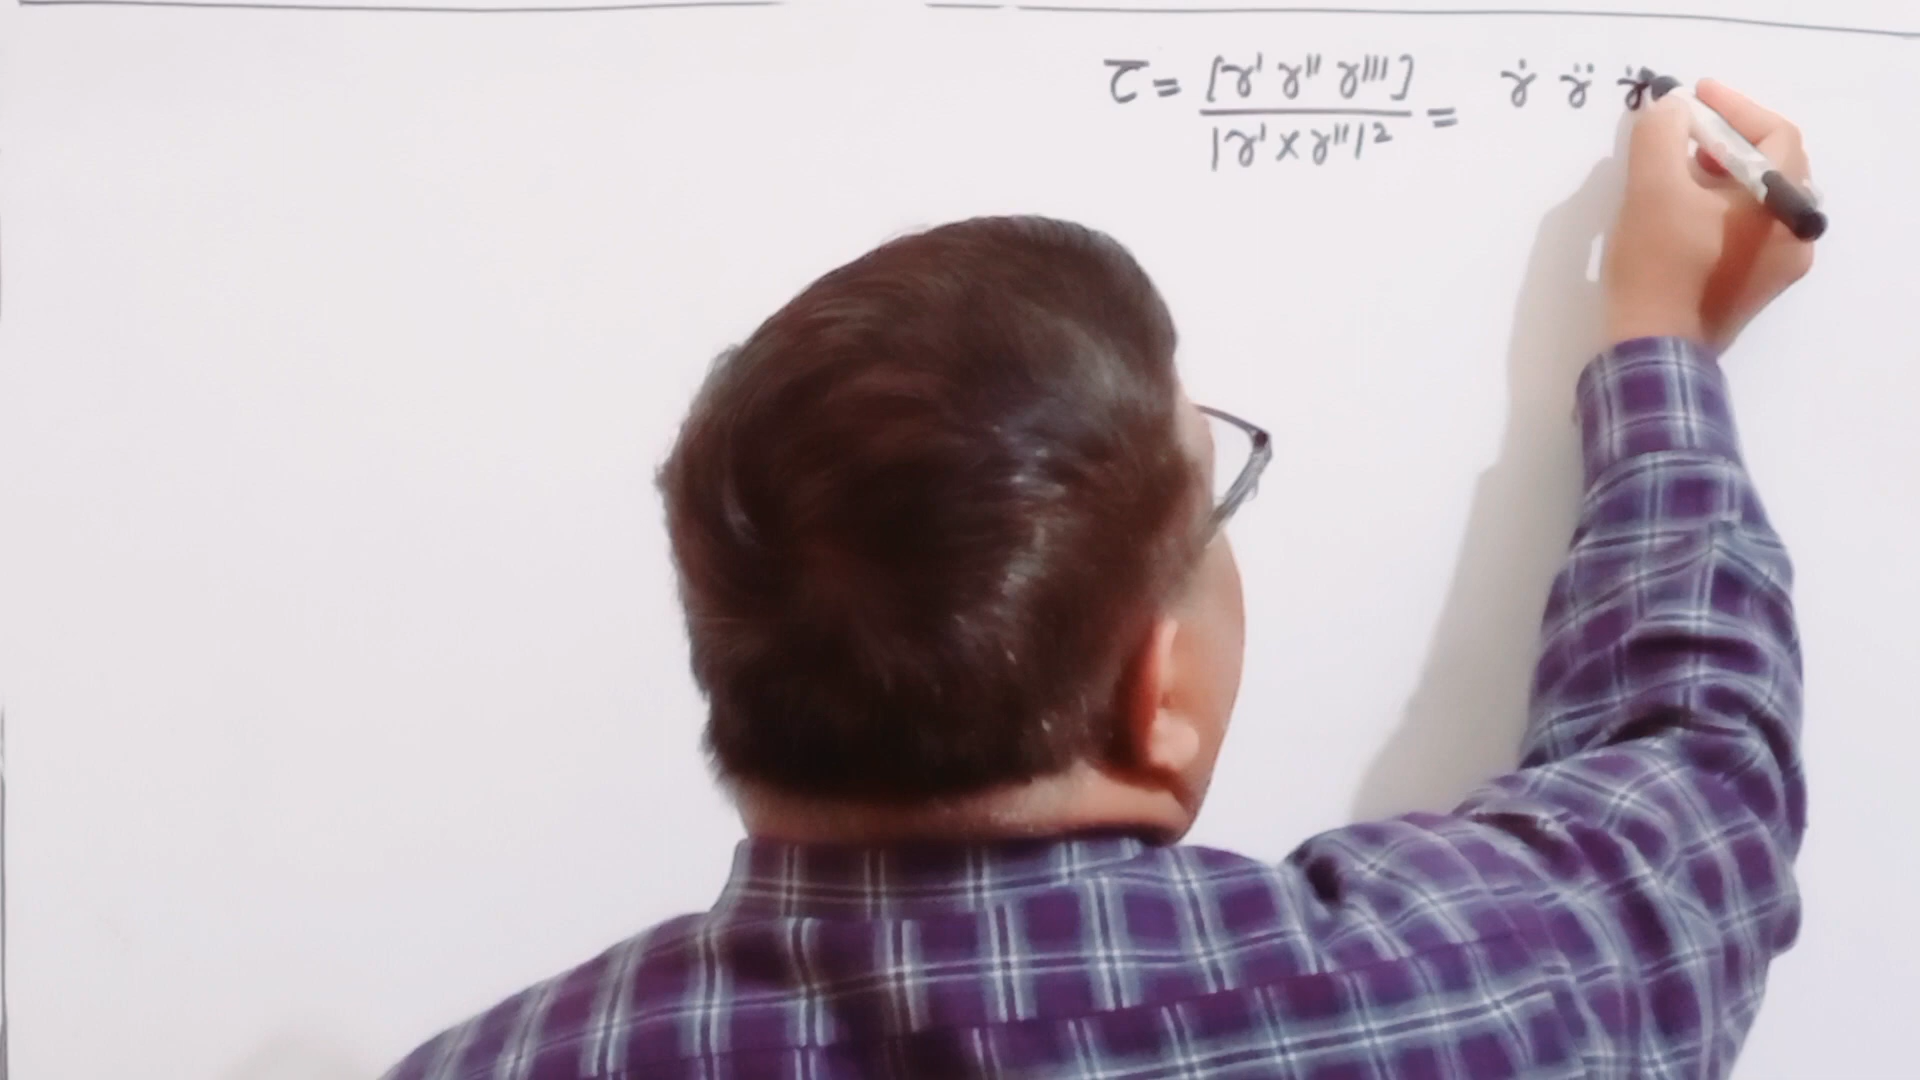 τ = [γ' γ'' γ'''] / |γ' × γ''|² = γ̇ γ̈